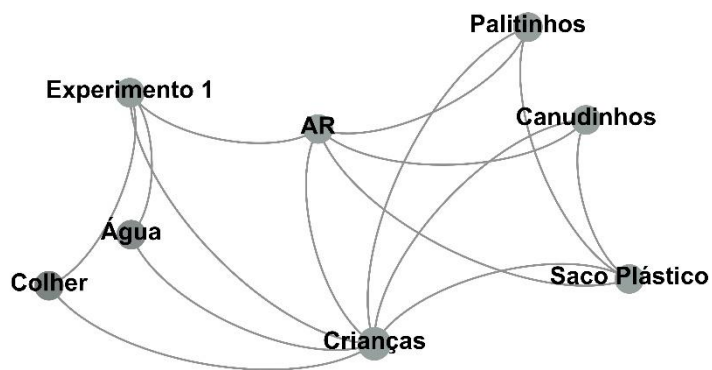 Palitinhos
Experimento 1
AR
Canudinhos
Água
Colher
Saco Plástico
Crianças